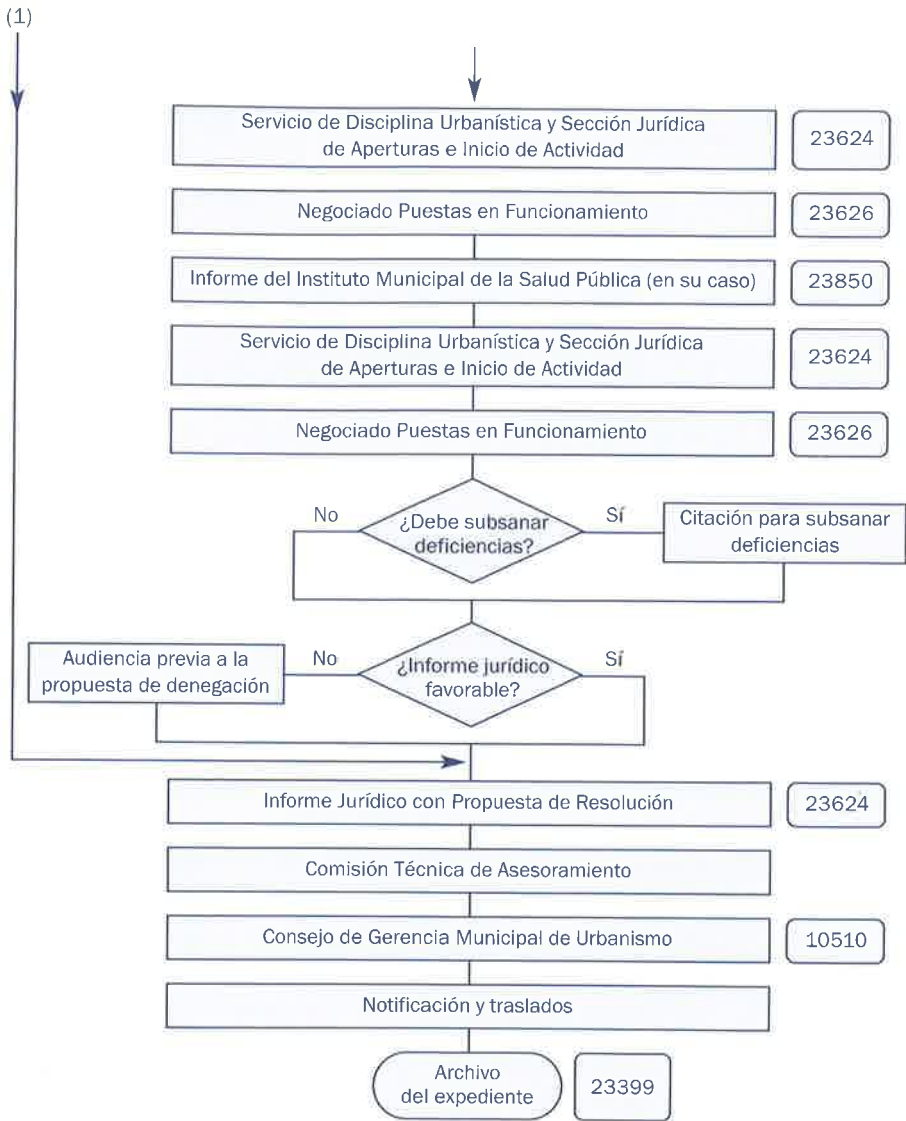 (1)
Servicio de Disciplina Urbanística y Sección Jurídica
de Aperturas e Inicio de Actividad
23624
Negociado Puestas en Funcionamiento
23626
Informe del Instituto Municipal de la Salud Pública (en su caso)
23850
Servicio de Disciplina Urbanística y Sección Jurídica
de Aperturas e Inicio de Actividad
23624
Negociado Puestas en Funcionamiento
23626
No
¿Debe subsanar
deficiencias?
Sí
Citación para subsanar
deficiencias
Audiencia previa a la
propuesta de denegación
No
¿Informe jurídico
favorable?
Sí
Informe Jurídico con Propuesta de Resolución
23624
Comisión Técnica de Asesoramiento
Consejo de Gerencia Municipal de Urbanismo
10510
Notificación y traslados
Archivo
del expediente
23399